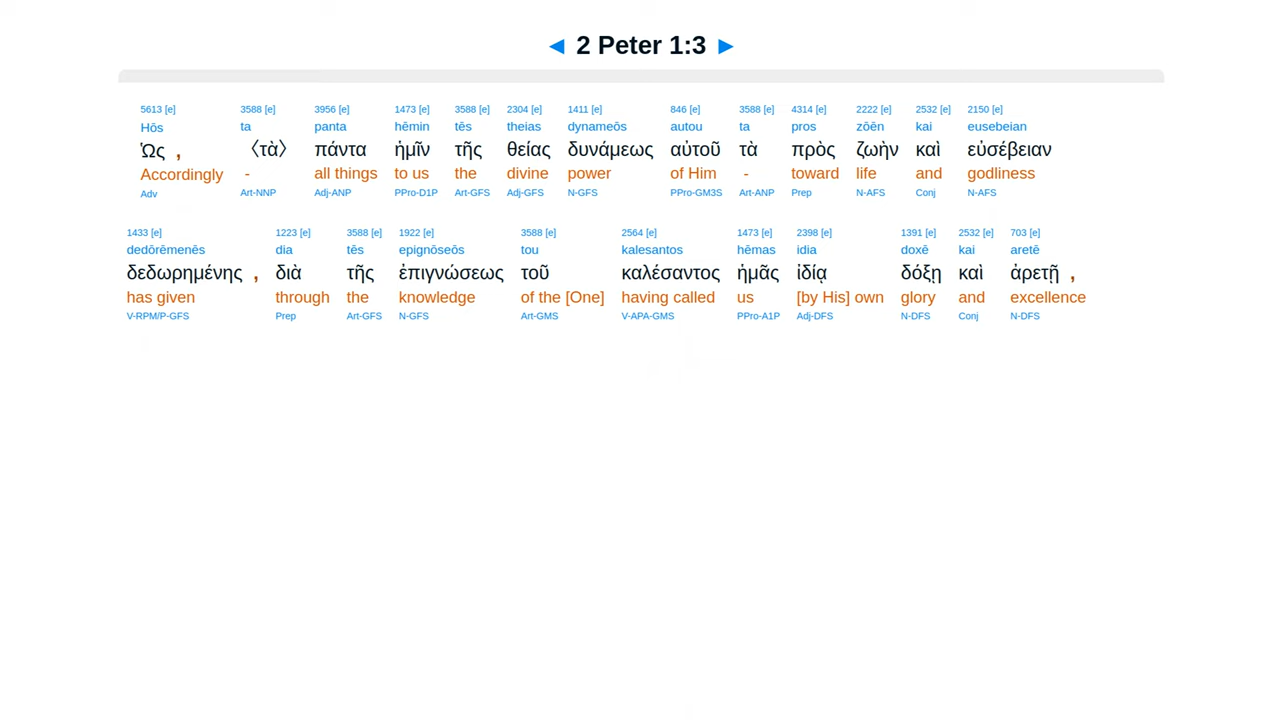 ◄ 2 Peter 1:3 ►
5613 [e] 3588 [e] 3956 [e] 1473 [e] 3588 [e] 2304 [e] 1411 [e] 846 [e] 3588 [e] 4314 [e] 2222 [e] 2532 [e] 2150 [e]
Hōs ta panta hēmin tēs theias dynameōs autou ta pros zōēn kai eusebeian
Ὡς , 〈τὰ〉 πάντα ἡμῖν τῆς θείας δυνάμεως αὐτοῦ τὰ πρὸς ζωὴν καὶ εὐσέβειαν
Accordingly - all things to us the divine power of Him - toward life and godliness
Adv Art-NNP Adj-ANP PPro-D1P Art-GFS Adj-GFS N-GFS PPro-GM3S Art-ANP Prep N-AFS Conj N-AFS
1433 [e] 1223 [e] 3588 [e] 1922 [e] 3588 [e] 2564 [e] 1473 [e] 2398 [e] 1391 [e] 2532 [e] 703 [e]
dedōrēmenēs dia tēs epignōseōs tou kalesantos hēmas idia doxē kai aretē
δεδωρημένης , διὰ τῆς ἐπιγνώσεως τοῦ καλέσαντος ἡμᾶς ἰδίᾳ δόξῃ καὶ ἀρετῇ ,
has given through the knowledge of the [One] having called us [by His] own glory and excellence
V-RPM/P-GFS Prep Art-GFS N-GFS Art-GMS V-APA-GMS PPro-A1P Adj-DFS N-DFS Conj N-DFS